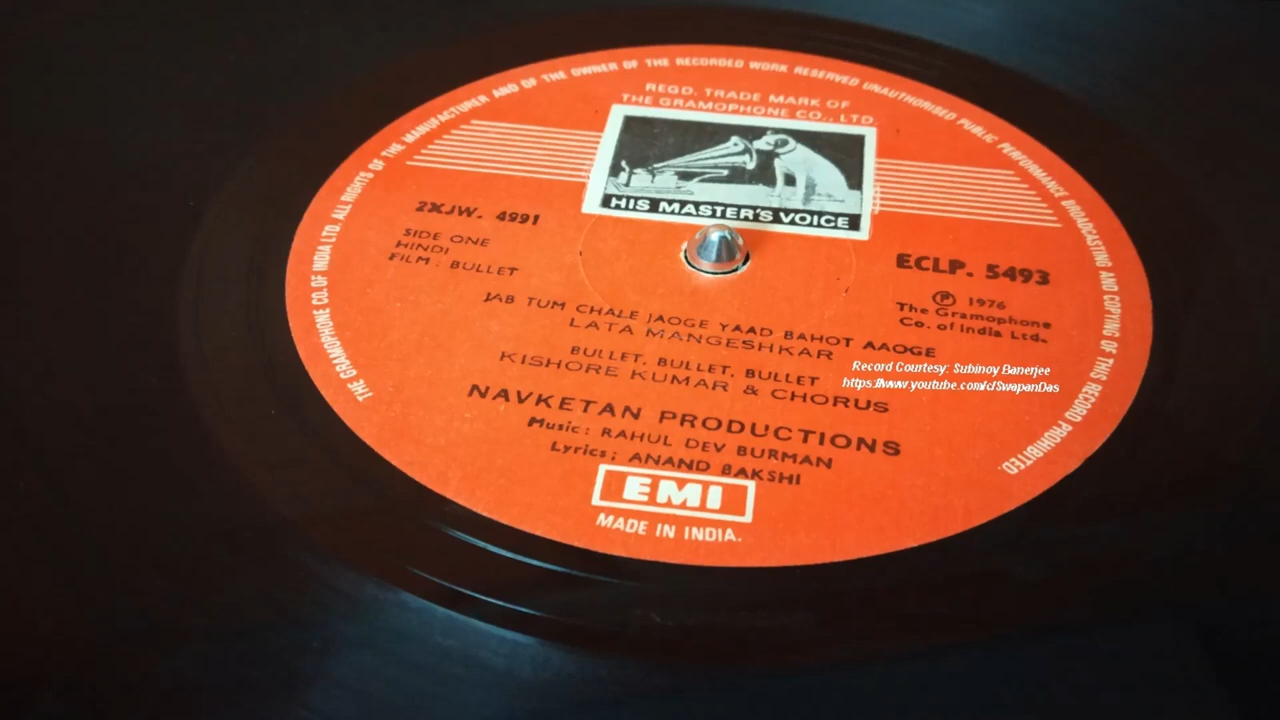 THE GRAMOPHONE CO. OF INDIA LTD. ALL RIGHTS OF THE MANUFACTURER AND OF THE OWNER OF THE RECORDED WORK RESERVED UNAUTHORISED PUBLIC PERFORMANCE BROADCASTING AND COPYING OF THIS RECORD PROHIBITED.
REGD. TRADE MARK OF
THE GRAMOPHONE CO., LTD.
HIS MASTER'S VOICE
2XJW. 4991
SIDE ONE
HINDI
FILM : BULLET
ECLP. 5493
Ⓟ 1976
The Gramophone
Co. of India Ltd.
JAB TUM CHALE JAOGE YAAD BAHOT AAOGE
LATA MANGESHKAR
BULLET, BULLET, BULLET
KISHORE KUMAR & CHORUS
Record Courtesy: Subinoy Banerjee
https://www.youtube.com/c/SwapanDas
NAVKETAN PRODUCTIONS
Music: RAHUL DEV BURMAN
Lyrics; ANAND BAKSHI
EMI
MADE IN INDIA.